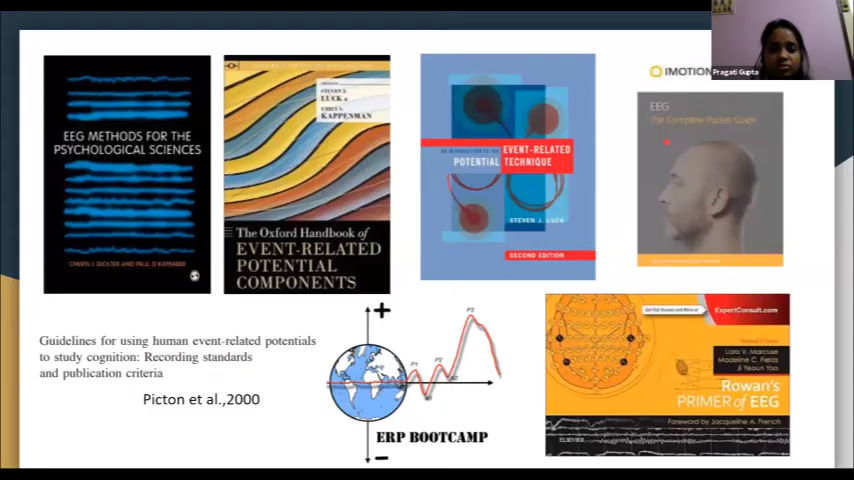 EEG METHODS FOR THE
PSYCHOLOGICAL SCIENCES
CHERYL L DICKTER AND PAUL D KIEFFABER
STEVEN J. LUCK &
EMILY S. KAPPENMAN
The Oxford Handbook of
EVENT-RELATED
POTENTIAL
COMPONENTS
AN INTRODUCTION TO THE
EVENT-RELATED
POTENTIAL TECHNIQUE
STEVEN J. LUCK
SECOND EDITION
IMOTION
Pragati Gupta
EEG
The Complete Pocket Guide
Guidelines for using human event-related potentials
to study cognition: Recording standards
and publication criteria
Picton et al.,2000
+
P1
P2
P3
ERP BOOTCAMP
–
ExpertConsult.com
Lara V. Marcuse
Madeline C. Fields
Ji Yeoun Yoo
Rowan's
PRIMER of EEG
Foreword by Jacqueline A. French
ELSEVIER